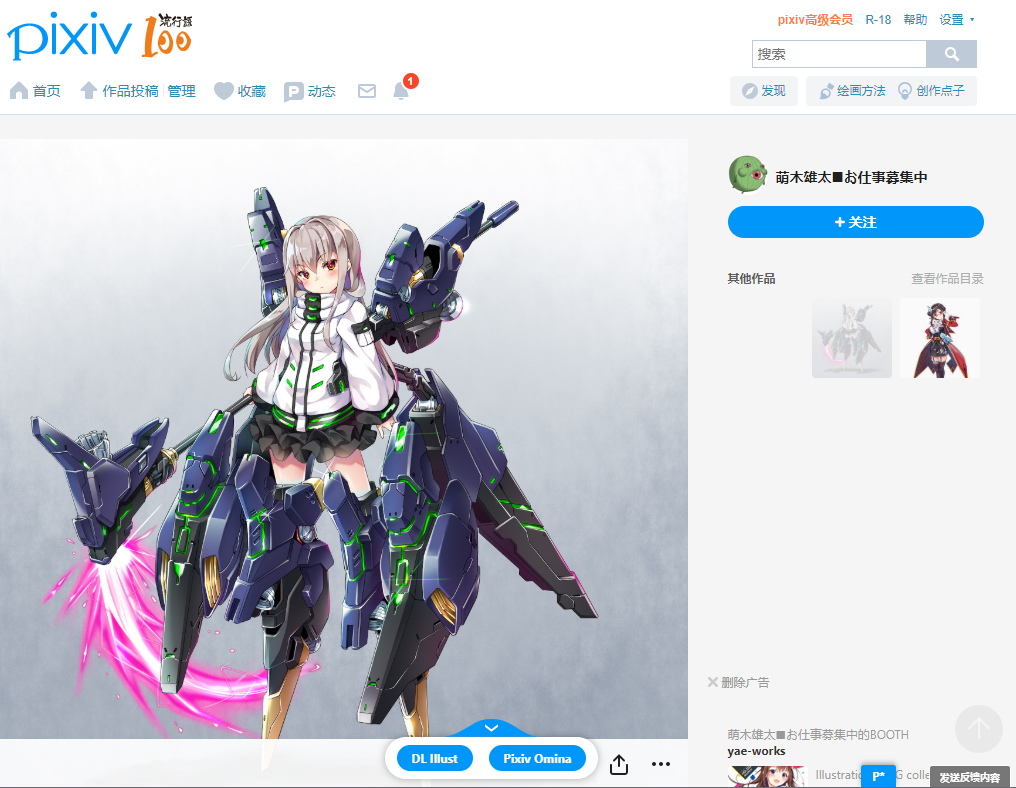 pixiv 流行通 100
pixiv高级会员 R-18 帮助 设置
搜索
首页 作品投稿 管理 收藏 动态 1
发现 绘画方法 创作点子
萌木雄太■お仕事募集中
+ 关注
其他作品 查看作品目录
删除广告
萌木雄太■お仕事募集中的BOOTH
yae-works
Illustratio G colle
DL Illust Pixiv Omina
P*
发送反馈内容